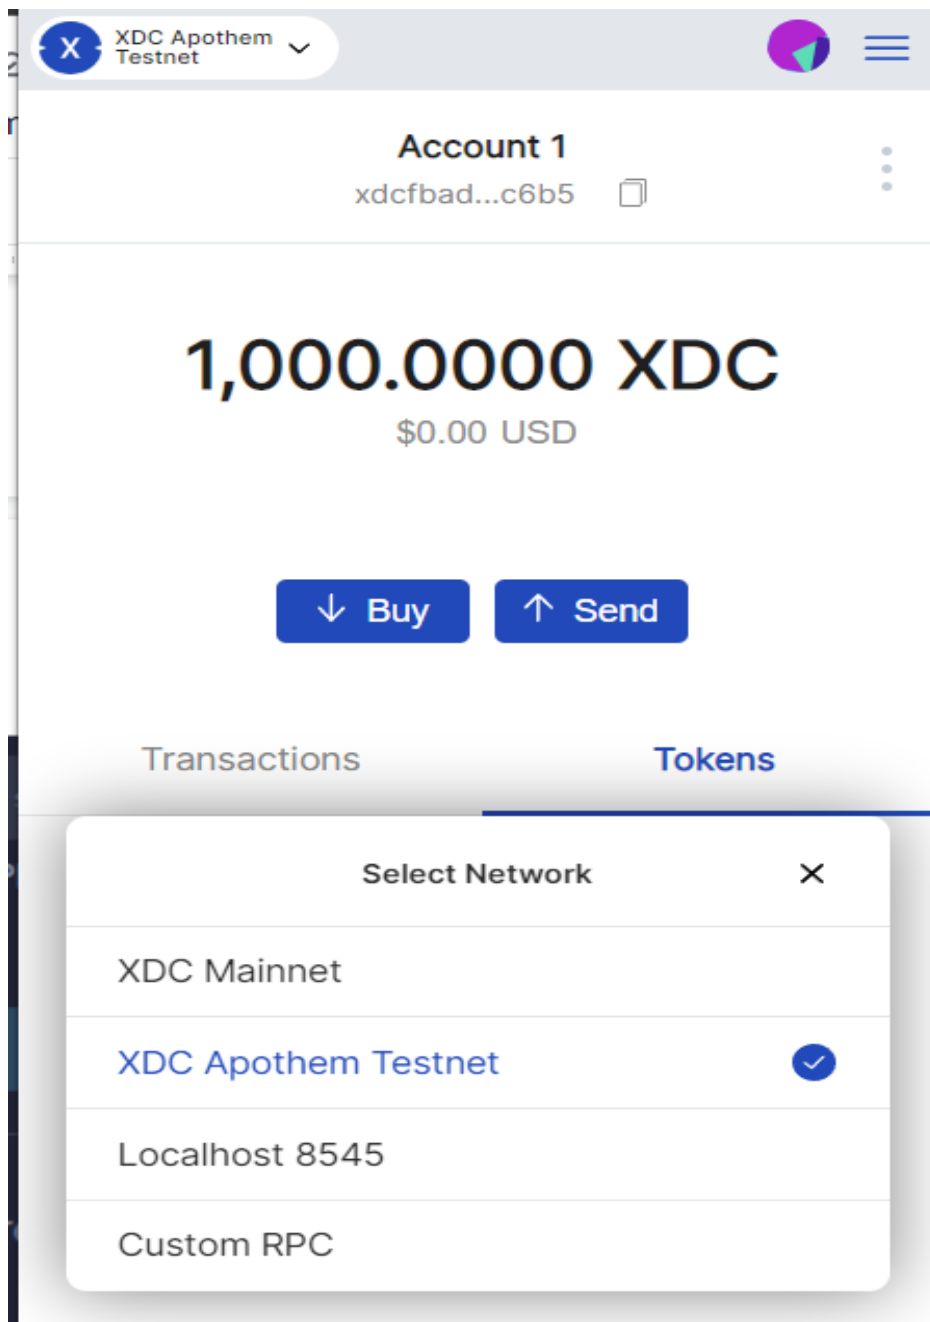 X
XDC Apothem
Testnet
Account 1
xdcfbad...c6b5
1,000.0000 XDC
$0.00 USD
Buy
Send
Transactions
Tokens
Select Network
XDC Mainnet
XDC Apothem Testnet
Localhost 8545
Custom RPC